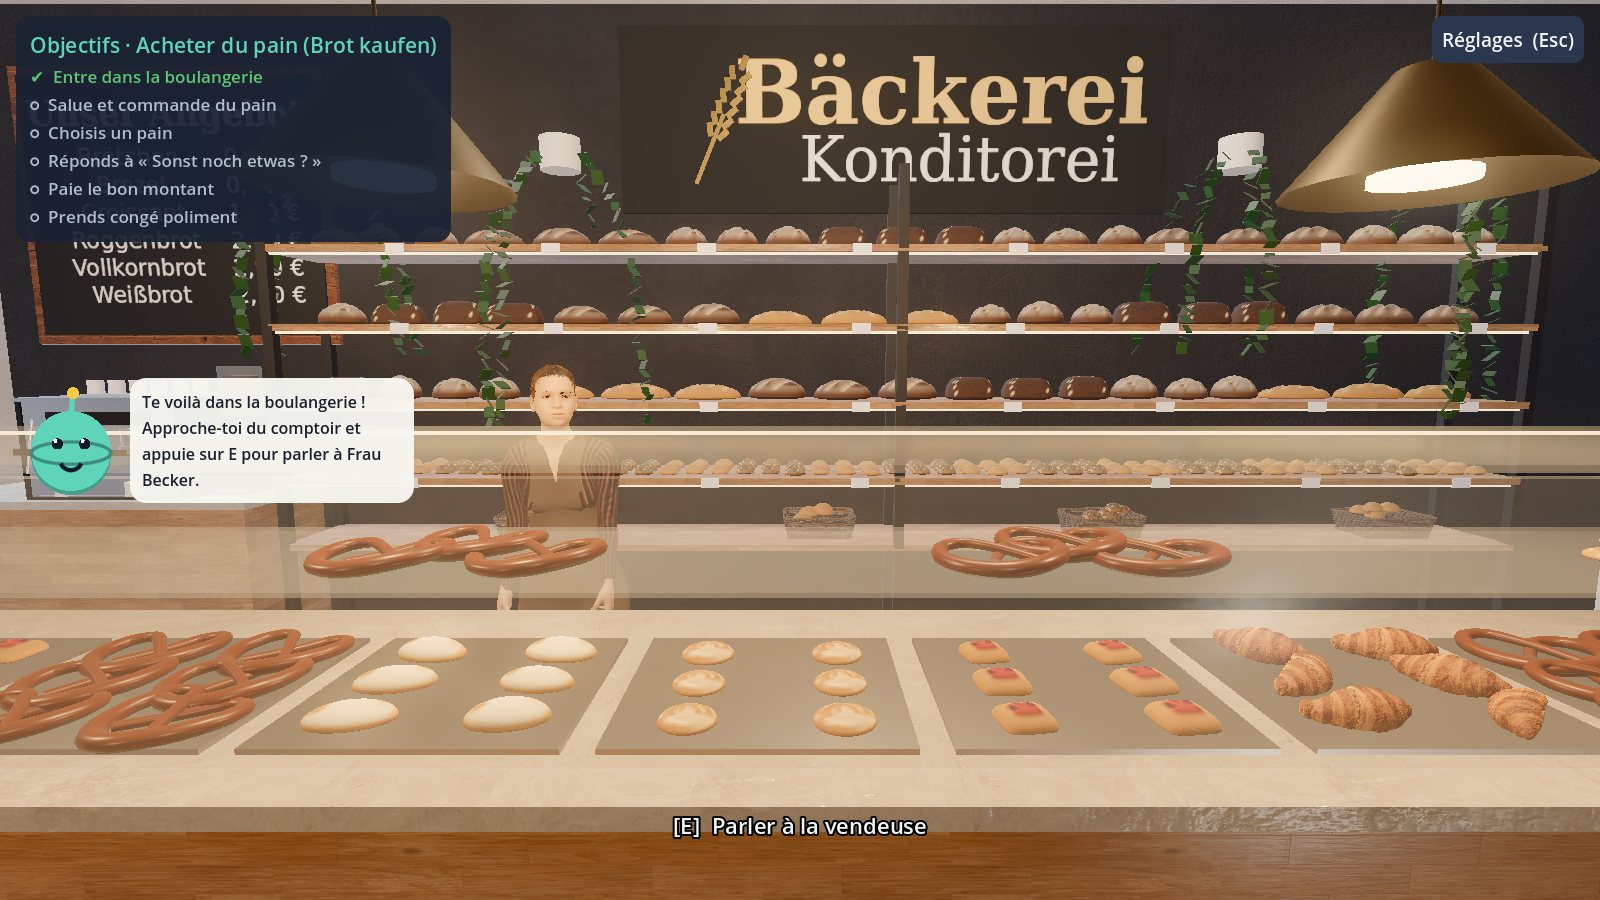 Objectifs · Acheter du pain (Brot kaufen)
✔ Entre dans la boulangerie
Salue et commande du pain
Choisis un pain
Réponds à « Sonst noch etwas ? »
Paie le bon montant
Prends congé poliment
Réglages (Esc)
Bäckerei
Konditorei
Roggenbrot
Vollkornbrot
Weißbrot
Te voilà dans la boulangerie !
Approche-toi du comptoir et
appuie sur E pour parler à Frau
Becker.
[E] Parler à la vendeuse